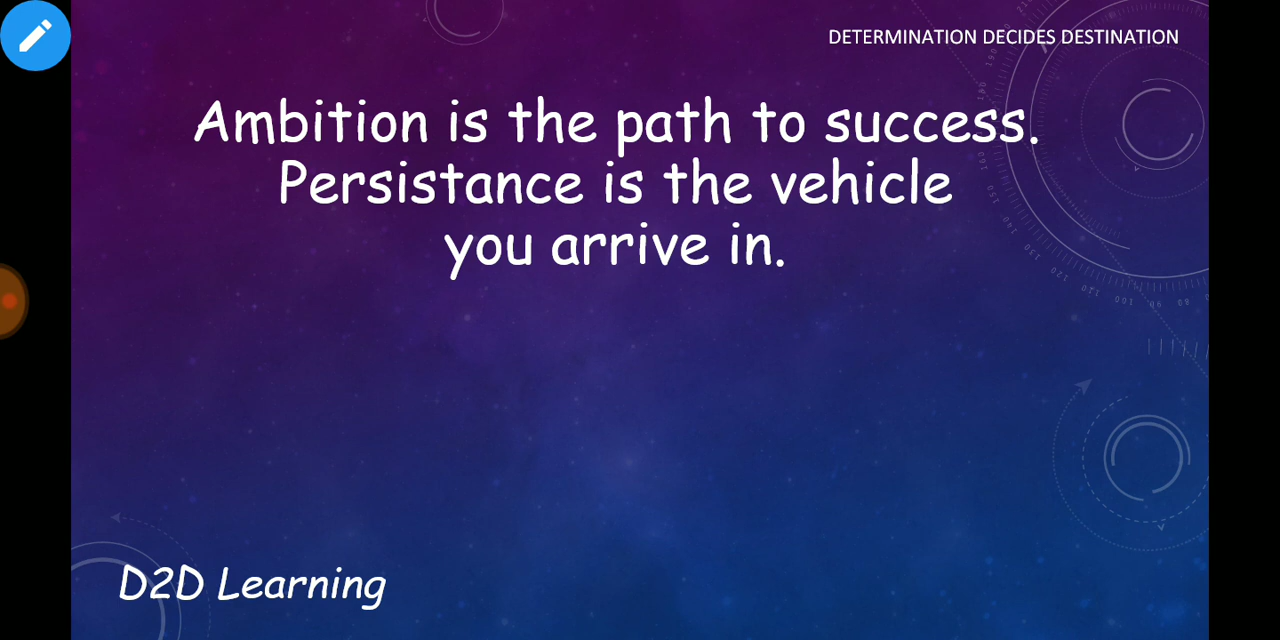 DETERMINATION DECIDES DESTINATION
Ambition is the path to success.
Persistance is the vehicle
you arrive in.
D2D Learning